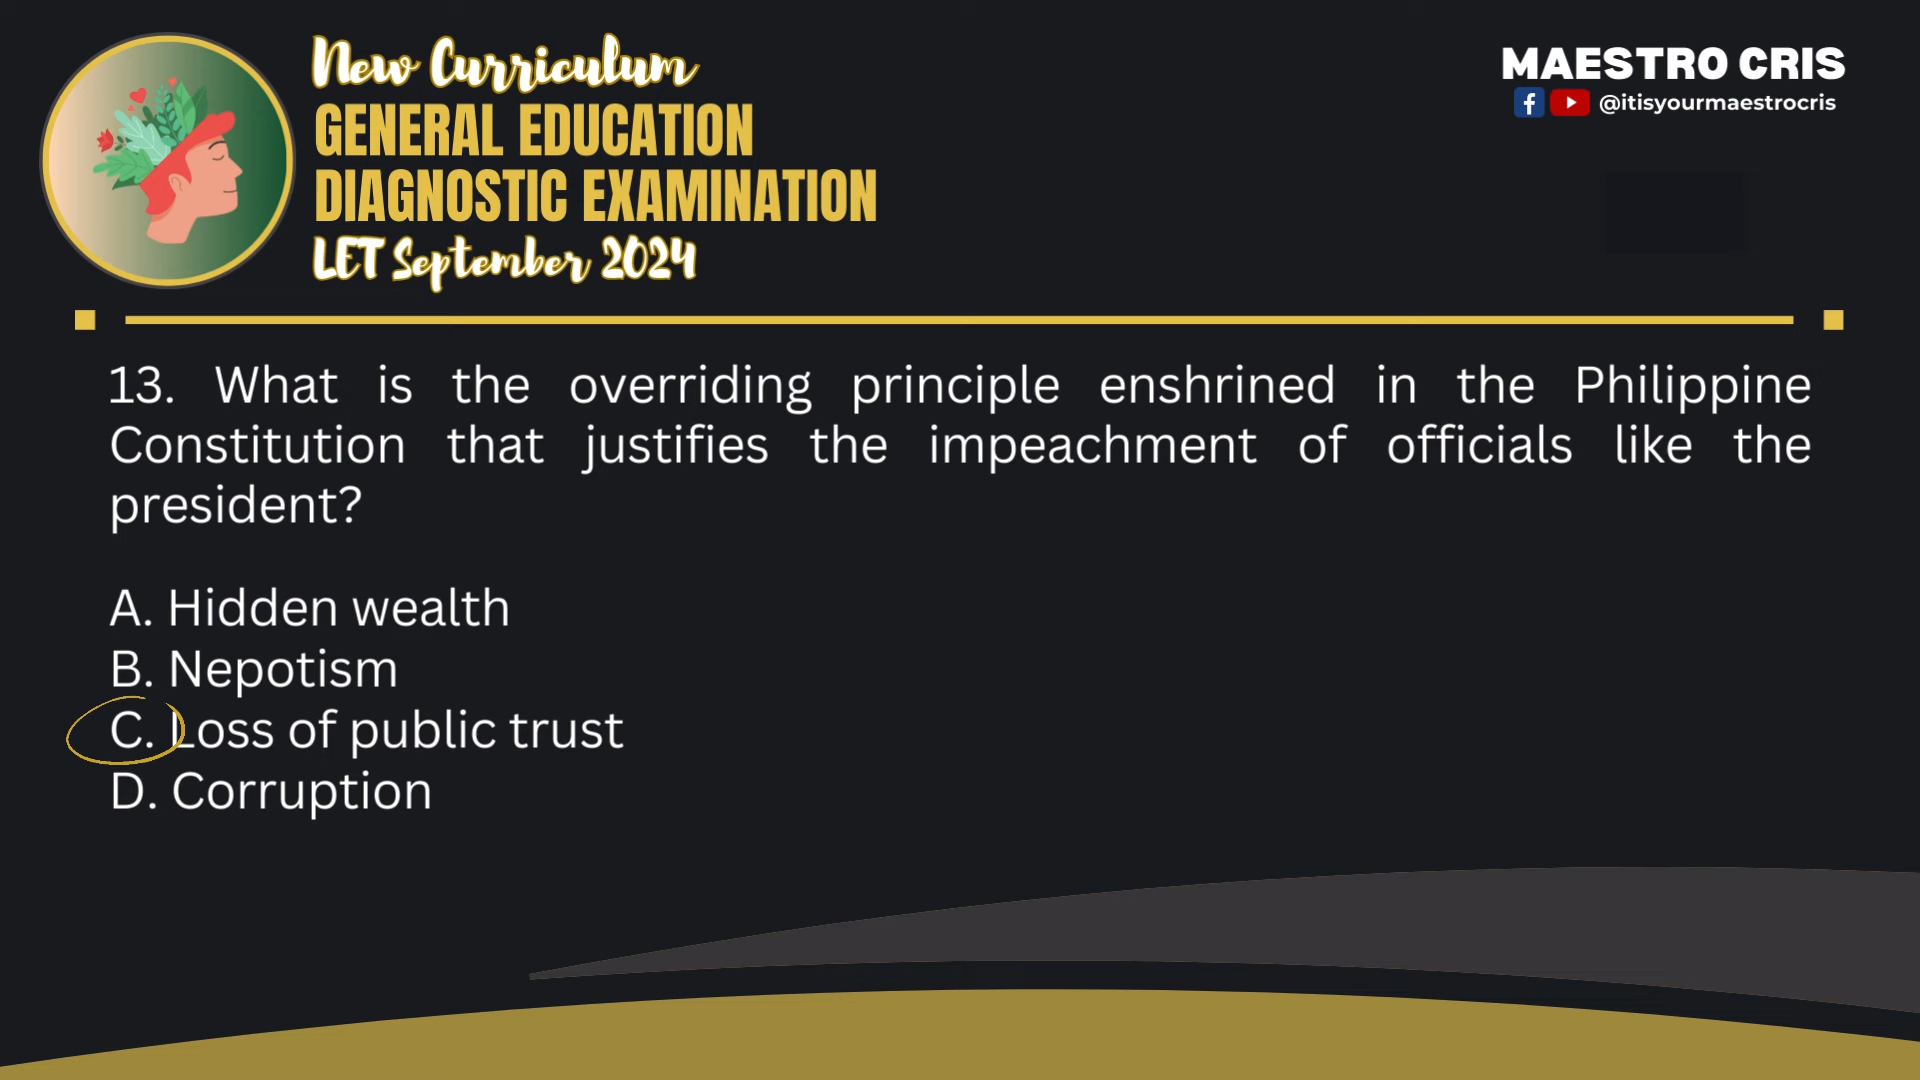 New Curriculum
GENERAL EDUCATION
DIAGNOSTIC EXAMINATION
LET September 2024
MAESTRO CRIS
@itisyourmaestrocris
13. What is the overriding principle enshrined in the Philippine
Constitution that justifies the impeachment of officials like the
president?
A. Hidden wealth
B. Nepotism
C. Loss of public trust
D. Corruption